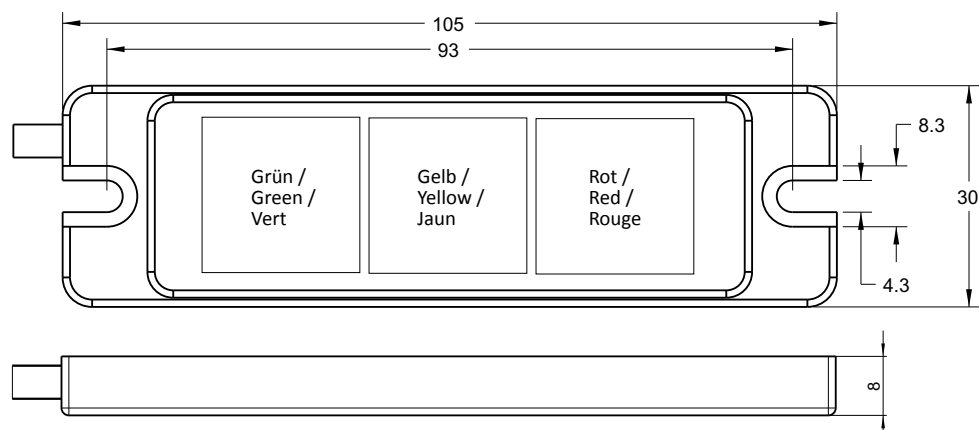 105
93
8.3
Grün /
Green /
Vert
Gelb /
Yellow /
Jaun
Rot /
Red /
Rouge
30
4.3
8